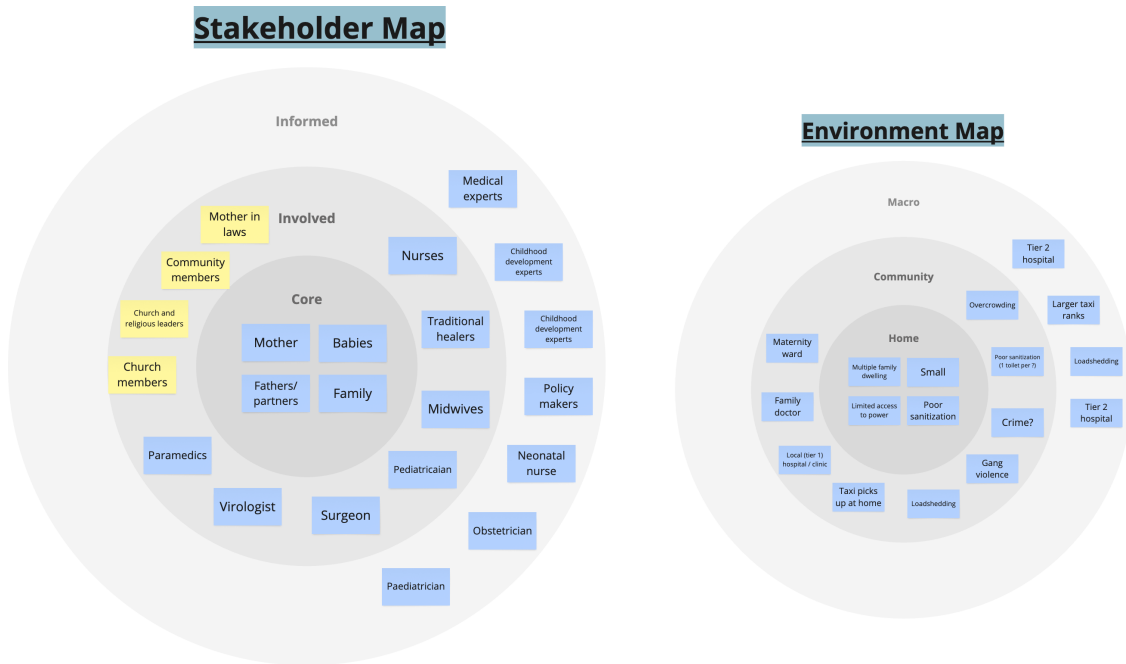 Stakeholder Map
Informed
Involved
Core
Mother
Babies
Fathers/
partners
Family
Mother in
laws
Community
members
Church and
religious leaders
Church
members
Nurses
Traditional
healers
Midwives
Pediatricaian
Surgeon
Virologist
Paramedics
Medical
experts
Childhood
development
experts
Childhood
development
experts
Policy
makers
Neonatal
nurse
Obstetrician
Paediatrician
Environment Map
Macro
Community
Home
Multiple family
dwelling
Small
Limited access
to power
Poor
sanitization
Maternity
ward
Family
doctor
Local (tier 1)
hospital / clinic
Taxi picks
up at home
Loadshedding
Gang
violence
Crime?
Poor sanitization
(1 toilet per ?)
Overcrowding
Tier 2
hospital
Larger taxi
ranks
Loadshedding
Tier 2
hospital